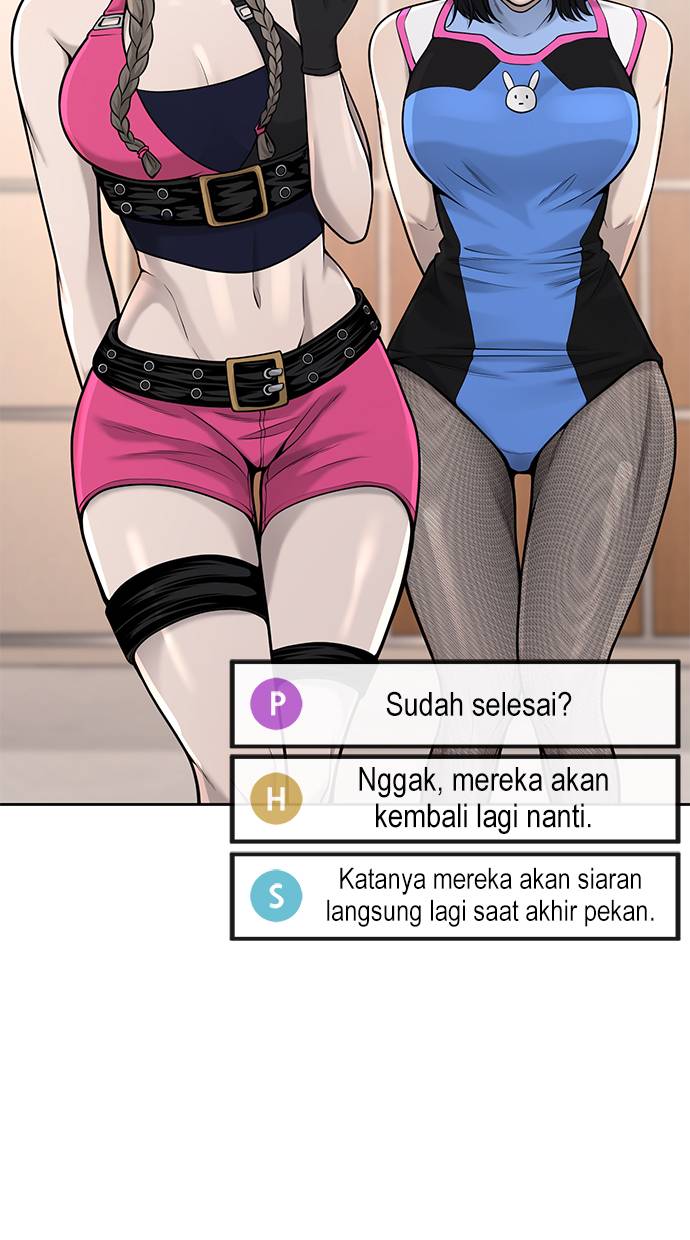 P
Sudah selesai?
H
Nggak, mereka akan
kembali lagi nanti.
S
Katanya mereka akan siaran
langsung lagi saat akhir pekan.